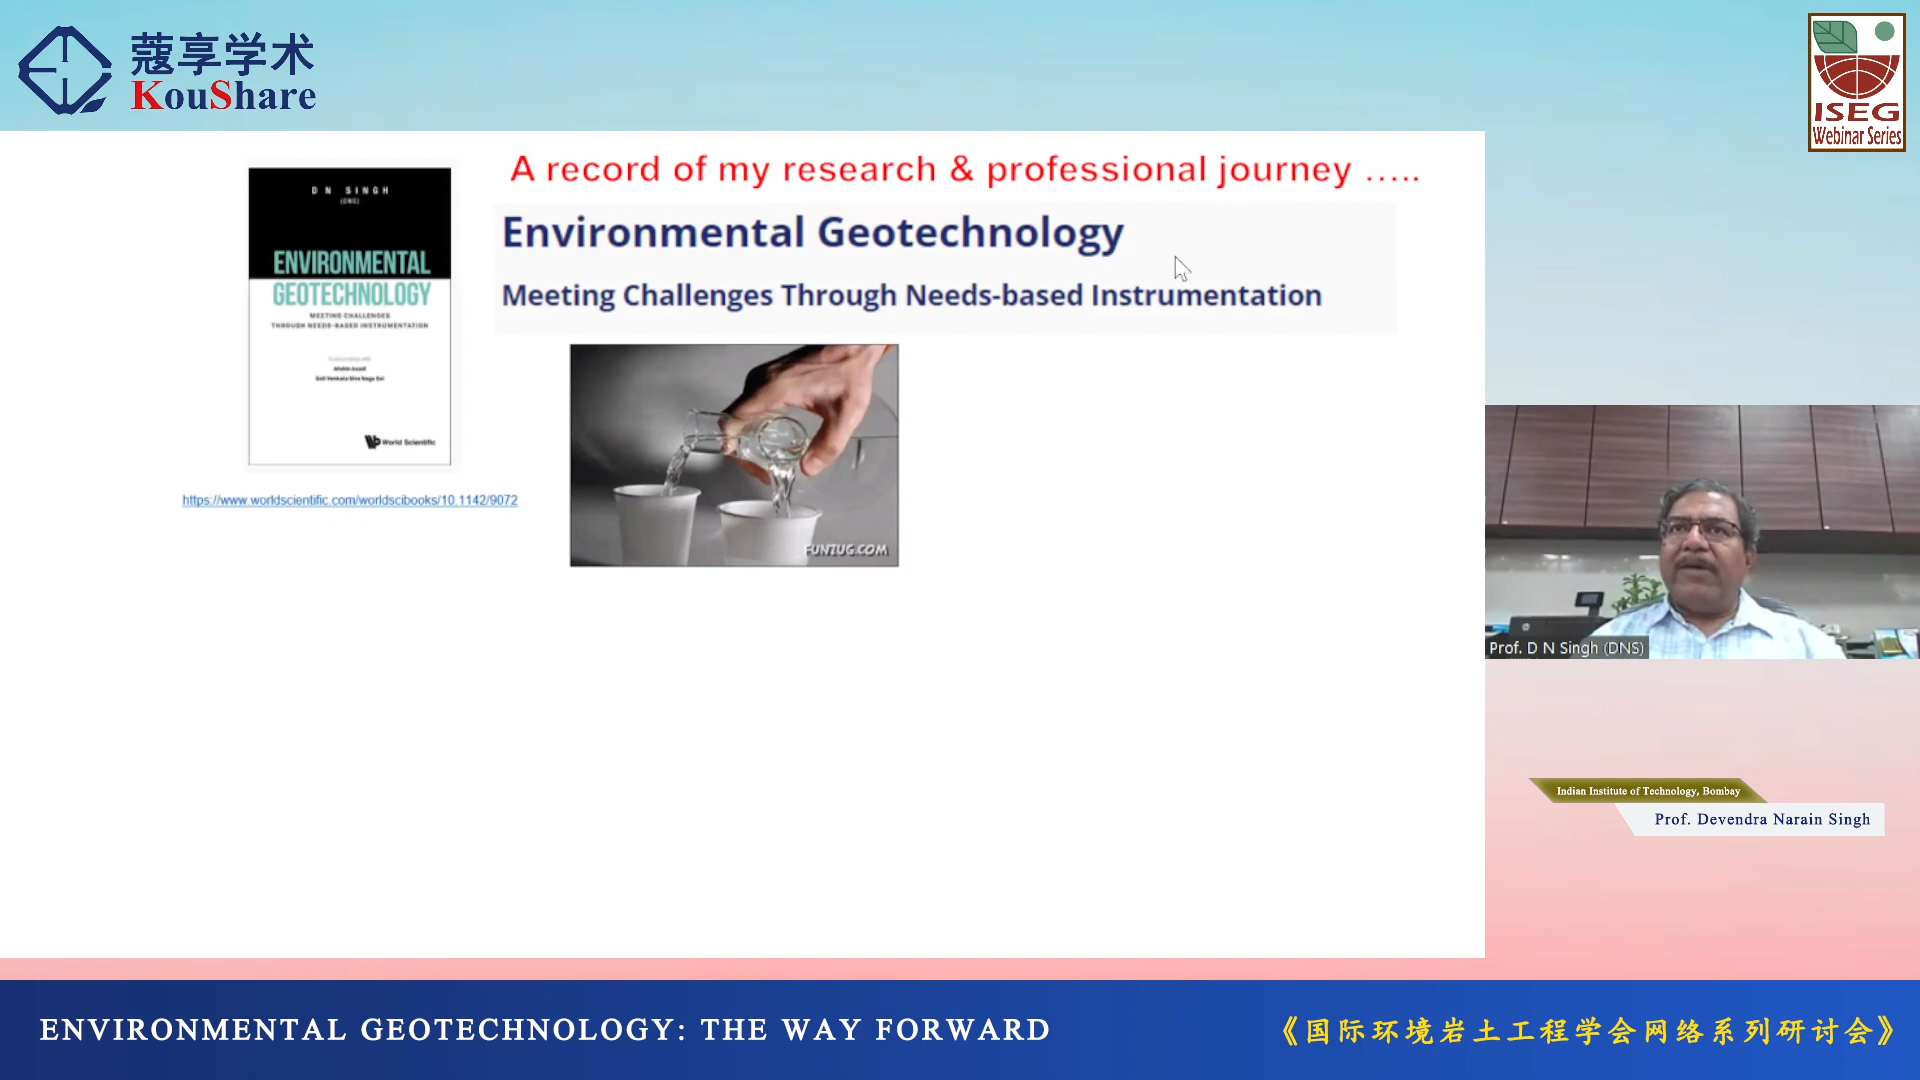 蔻享学术
KouShare
ISEG
Webinar Series
A record of my research & professional journey .....
D N SINGH
(DNS)
ENVIRONMENTAL
GEOTECHNOLOGY
MEETING CHALLENGES
THROUGH NEEDS-BASED INSTRUMENTATION
World Scientific
Environmental Geotechnology
Meeting Challenges Through Needs-based Instrumentation
https://www.worldscientific.com/worldscibooks/10.1142/9072
FUNZUG.COM
Prof. D N Singh (DNS)
Indian Institute of Technology, Bombay
Prof. Devendra Narain Singh
ENVIRONMENTAL GEOTECHNOLOGY: THE WAY FORWARD
《国际环境岩土工程学会网络系列研讨会》